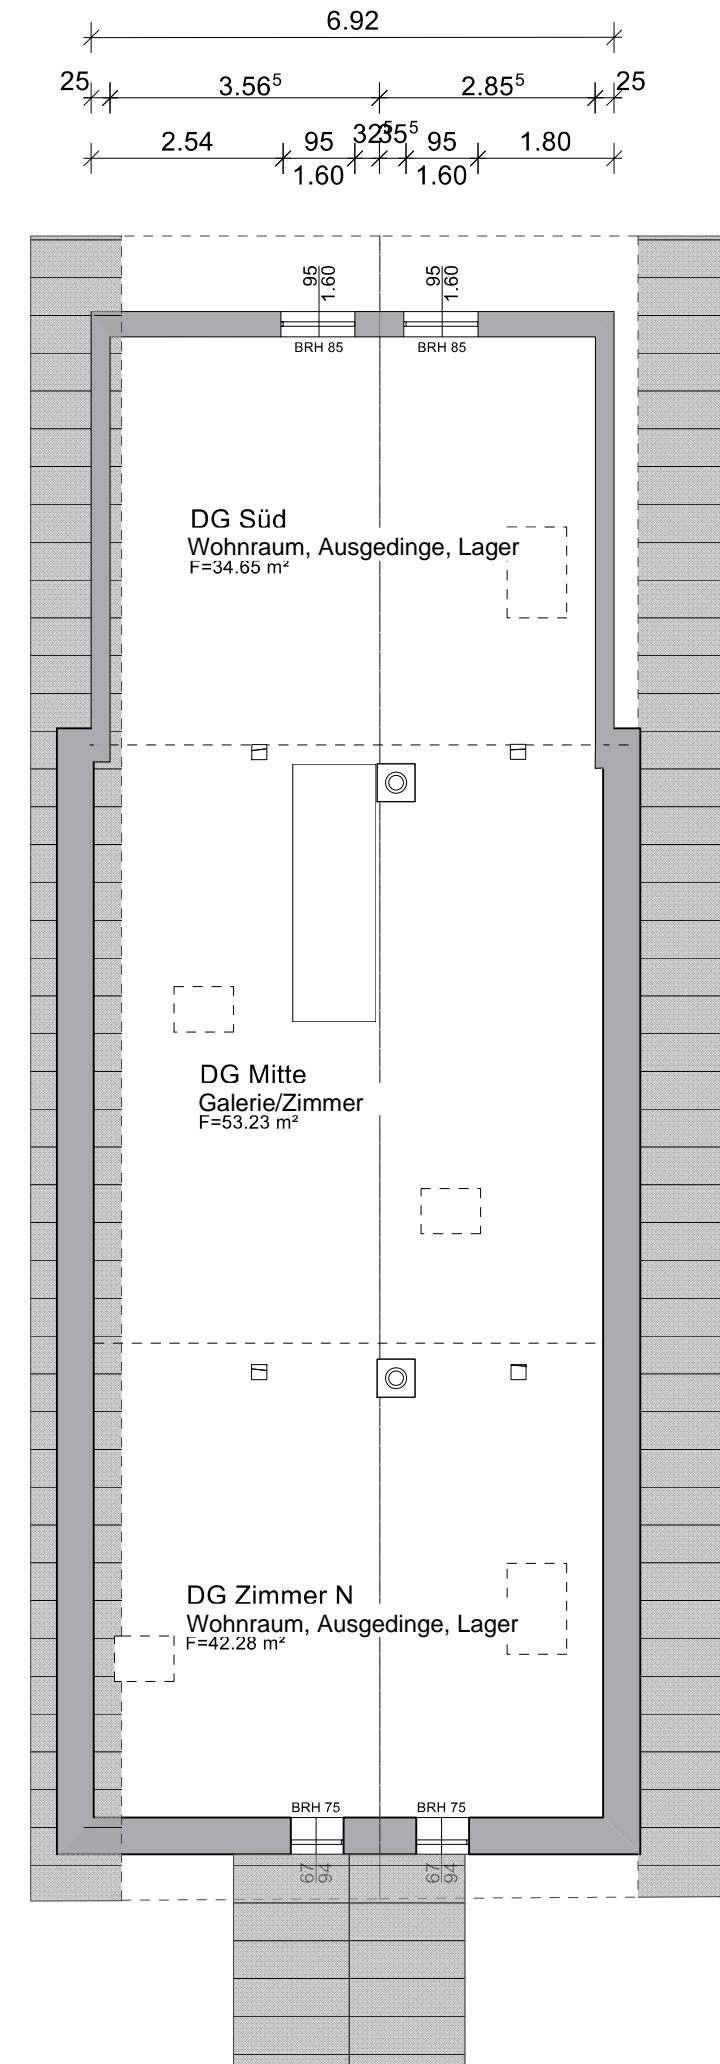 6.92
25 3.56⁵ 2.85⁵ 25
2.54 95 32⁵ 35⁵ 95 1.80
1.60 1.60
95 1.60 95 1.60
BRH 85 BRH 85
DG Süd
Wohnraum, Ausgedinge, Lager
F=34.65 m²
DG Mitte
Galerie/Zimmer
F=53.23 m²
DG Zimmer N
Wohnraum, Ausgedinge, Lager
F=42.28 m²
BRH 75 BRH 75
67 94 67 94